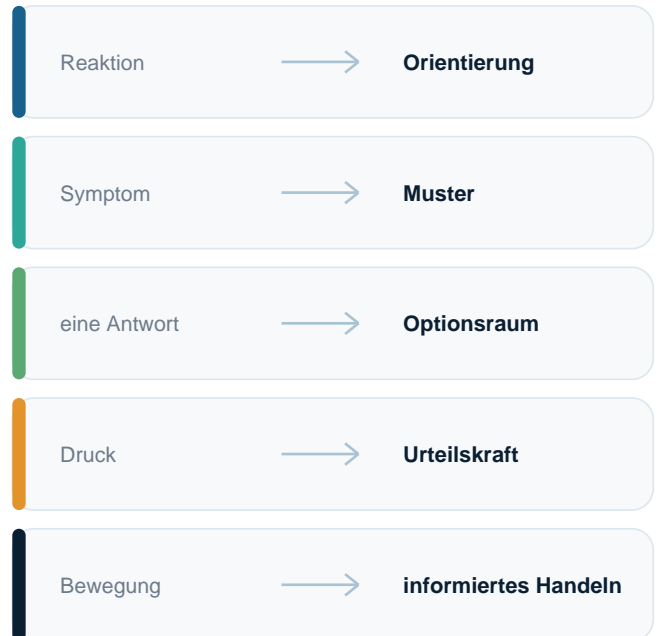 Reaktion Orientierung
Symptom Muster
eine Antwort Optionsraum
Druck Urteilskraft
Bewegung informiertes Handeln